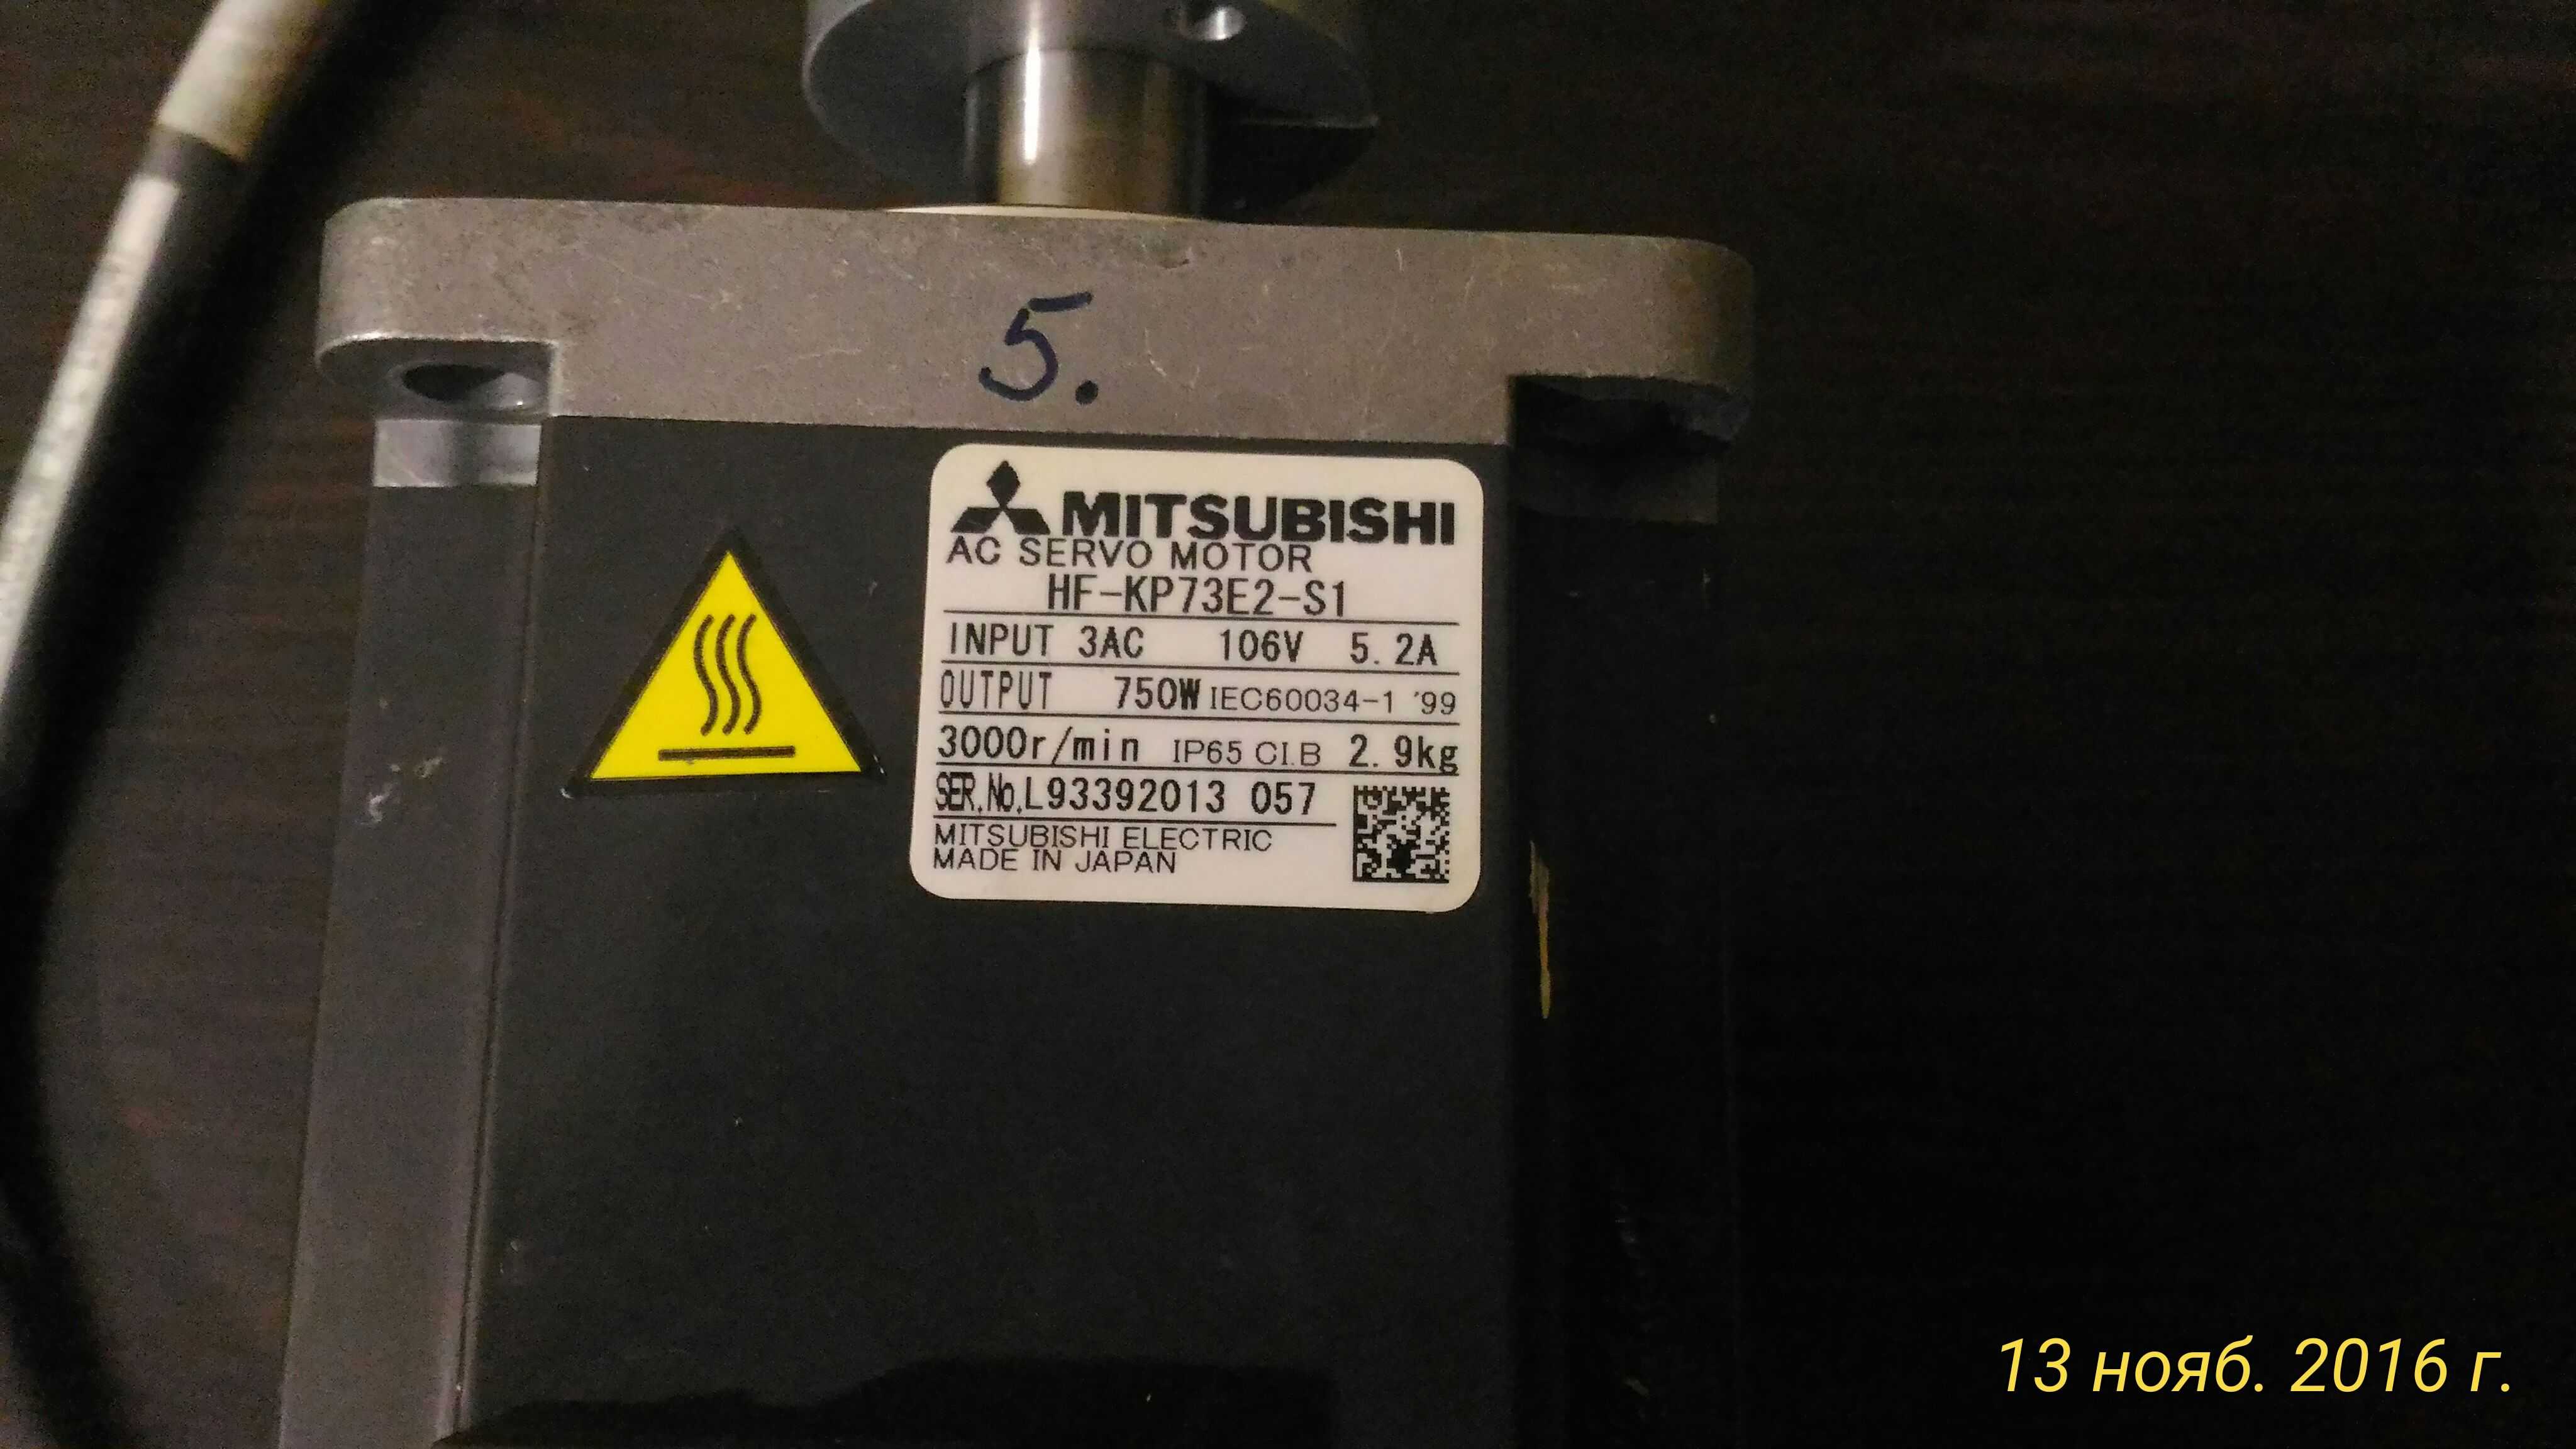 5.
MITSUBISHI
AC SERVO MOTOR
HF-KP73E2-S1
INPUT 3AC 106V 5.2A
OUTPUT 750W IEC60034-1 '99
3000r/min IP65 CI.B 2.9kg
SER.No.L93392013 057
MITSUBISHI ELECTRIC
MADE IN JAPAN
13 нояб. 2016 г.